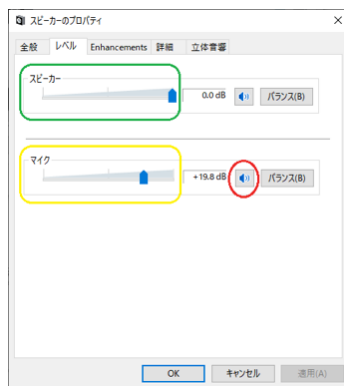 スピーカーのプロパティ
全般 レベル Enhancements 詳細 立体音響
スピーカー
0.0 dB バランス(B)
マイク
+19.8 dB バランス(B)
OK キャンセル 適用(A)